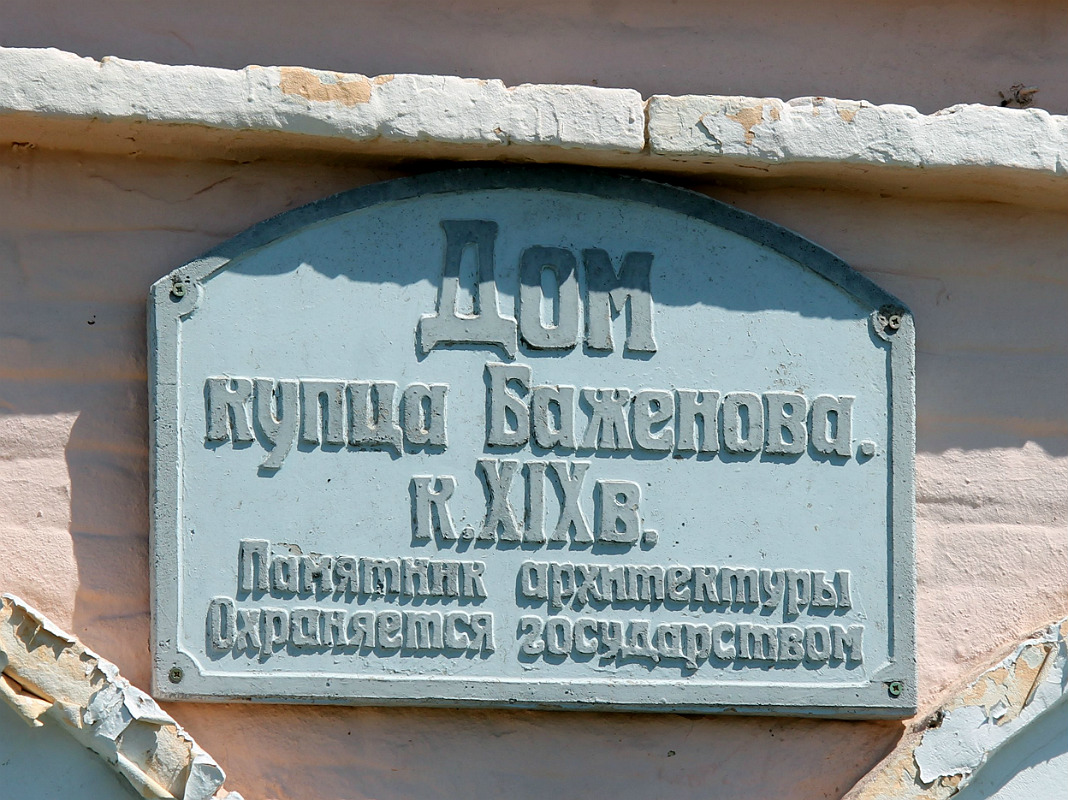 Дом
купца Баженова.
к. XIX в.
Памятник архитектуры
Охраняется государством